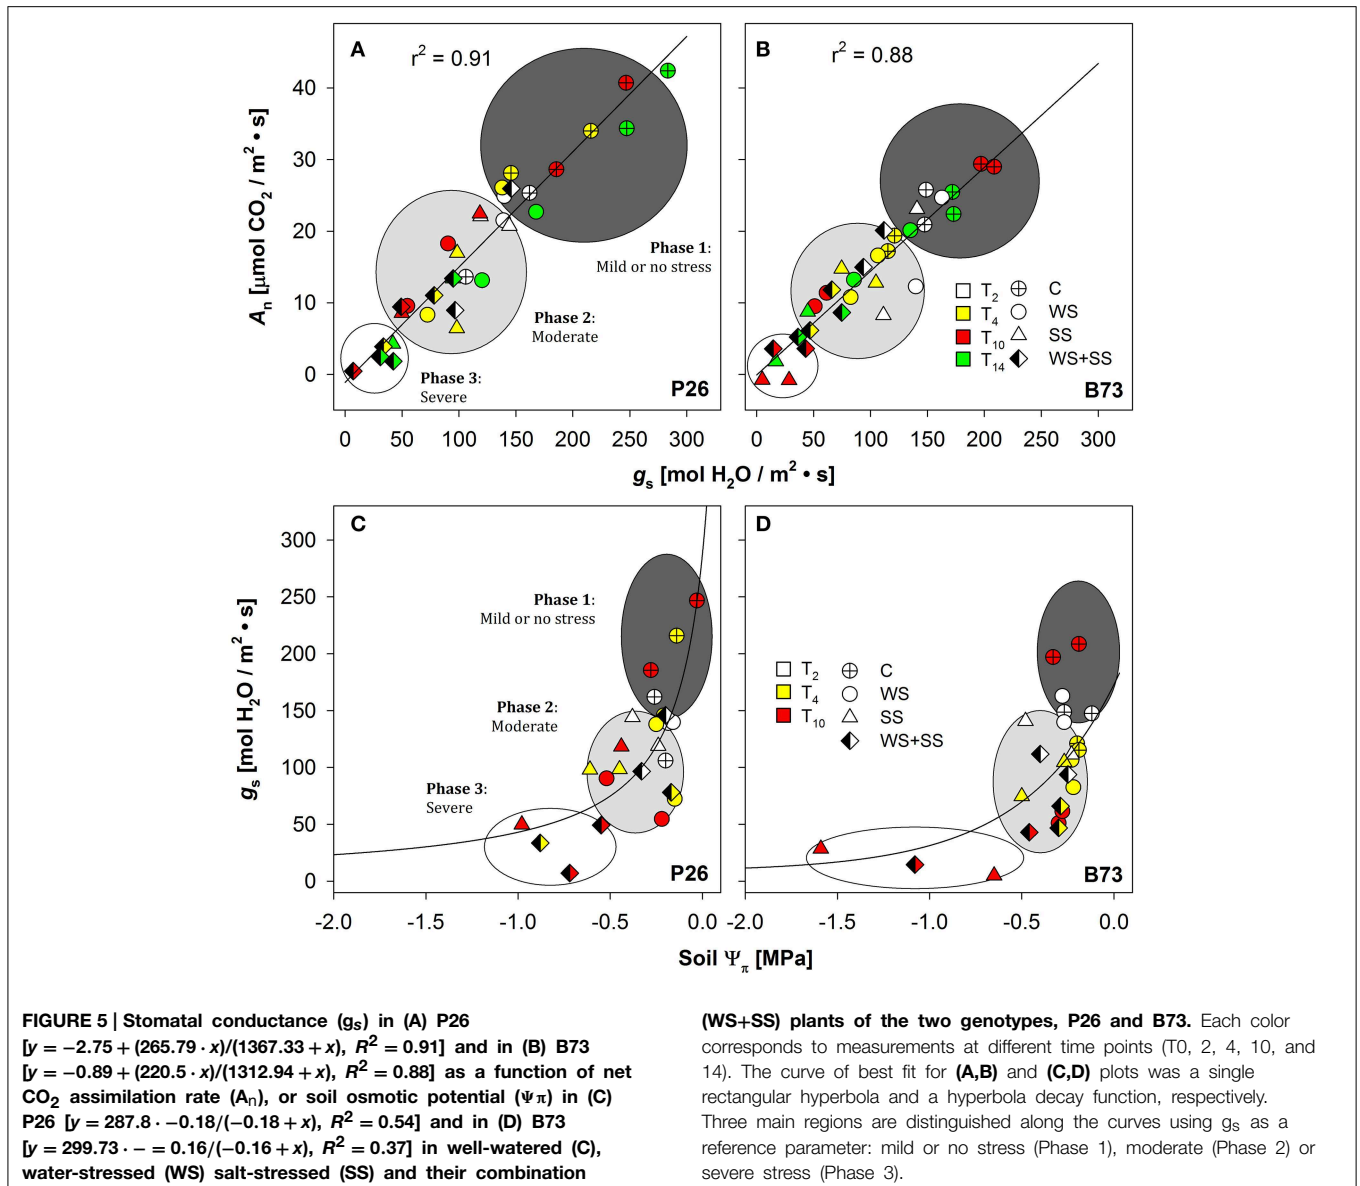 A
r² = 0.91
Aₙ [µmol CO₂ / m² • s]
40
30
20
10
0
Phase 1:
Mild or no stress
Phase 2:
Moderate
Phase 3:
Severe
P26
0 50 100 150 200 250 300
B
r² = 0.88
T₂
T₄
T₁₀
T₁₄
C
WS
SS
WS+SS
B73
0 50 100 150 200 250 300
gₛ [mol H₂O / m² • s]
C
gₛ [mol H₂O / m² • s]
300
250
200
150
100
50
0
Phase 1:
Mild or no stress
Phase 2:
Moderate
Phase 3:
Severe
P26
-2.0 -1.5 -1.0 -0.5 0.0
D
T₂
T₄
T₁₀
C
WS
SS
WS+SS
B73
-2.0 -1.5 -1.0 -0.5 0.0
Soil Ψπ [MPa]
FIGURE 5 | Stomatal conductance (gₛ) in (A) P26
[y = −2.75 + (265.79 · x)/(1367.33 + x), R² = 0.91] and in (B) B73
[y = −0.89 + (220.5 · x)/(1312.94 + x), R² = 0.88] as a function of net
CO₂ assimilation rate (Aₙ), or soil osmotic potential (Ψπ) in (C)
P26 [y = 287.8 · −0.18/(−0.18 + x), R² = 0.54] and in (D) B73
[y = 299.73 · − = 0.16/(−0.16 + x), R² = 0.37] in well-watered (C),
water-stressed (WS) salt-stressed (SS) and their combination
(WS+SS) plants of the two genotypes, P26 and B73. Each color
corresponds to measurements at different time points (T0, 2, 4, 10, and
14). The curve of best fit for (A,B) and (C,D) plots was a single
rectangular hyperbola and a hyperbola decay function, respectively.
Three main regions are distinguished along the curves using gₛ as a
reference parameter: mild or no stress (Phase 1), moderate (Phase 2) or
severe stress (Phase 3).